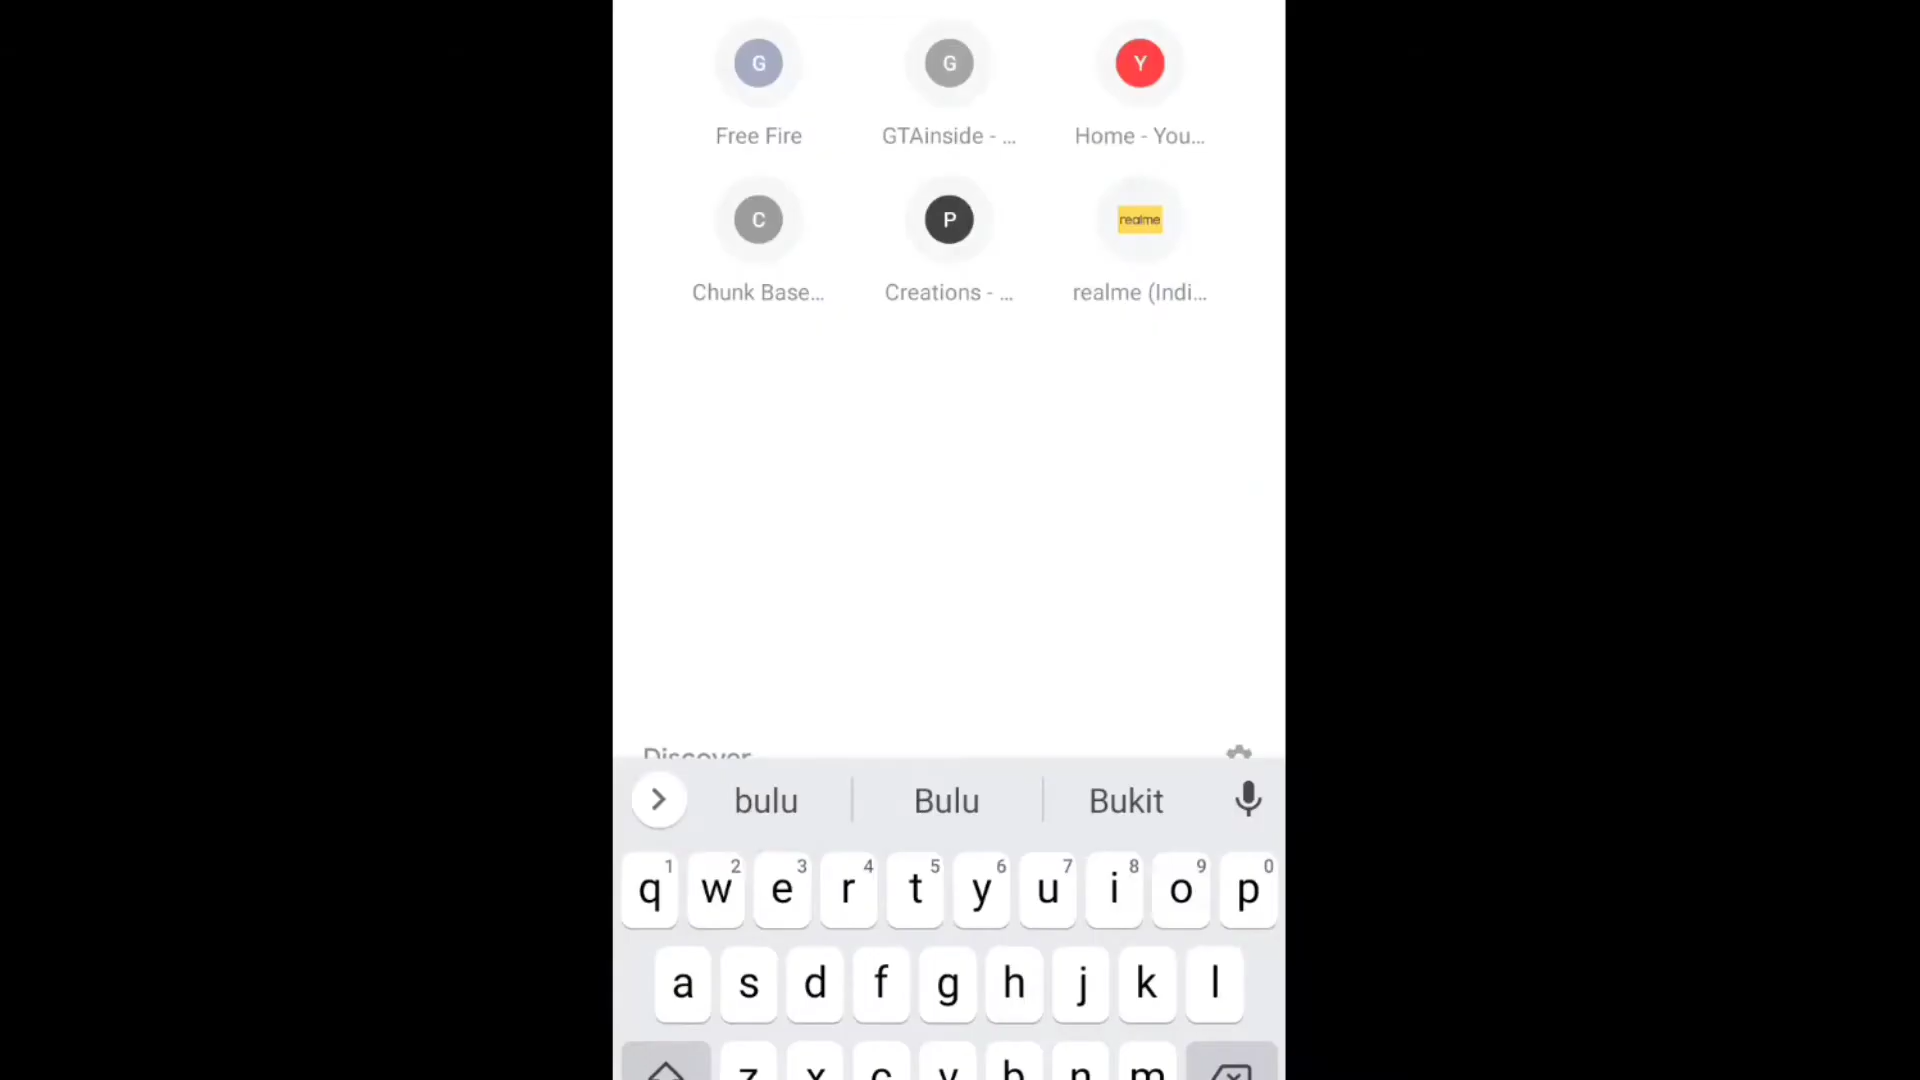 G G Y
Free Fire GTAinside - ... Home - You...
C P realme
Chunk Base... Creations - ... realme (Indi...
Discover
bulu Bulu Bukit
1 2 3 4 5 6 7 8 9 0
q w e r t y u i o p
a s d f g h j k l
z x c v b n m